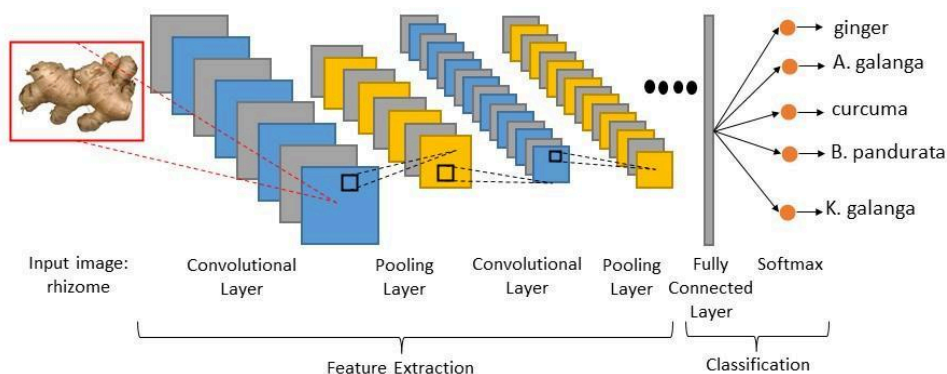 ginger
A. galanga
curcuma
B. pandurata
K. galanga
Input image:
rhizome
Convolutional
Layer
Pooling
Layer
Convolutional
Layer
Pooling
Layer
Fully
Connected
Layer
Softmax
Feature Extraction
Classification